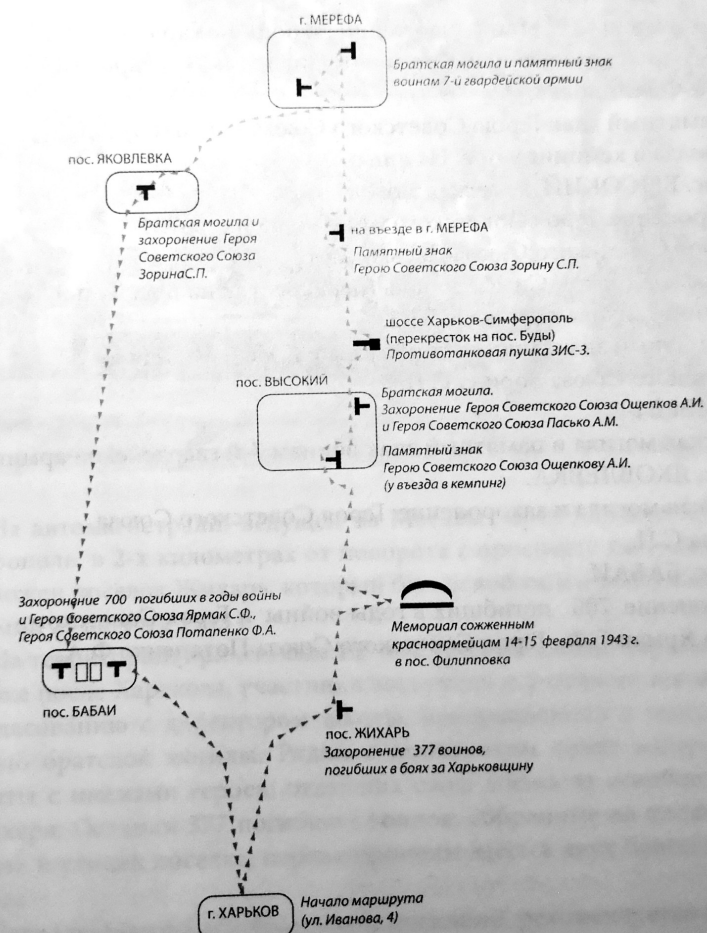 г. МЕРЕФА
Братская могила и памятный знак
воинам 7-й гвардейской армии
пос. ЯКОВЛЕВКА
Братская могила и
захоронение Героя
Советского Союза
ЗоринаС.П.
на въезде в г. МЕРЕФА
Памятный знак
Герою Советского Союза Зорину С.П.
шоссе Харьков-Симферополь
(перекресток на пос. Буды)
Противотанковая пушка ЗИС-3.
пос. ВЫСОКИЙ
Братская могила.
Захоронение Героя Советского Союза Ощепков А.И.
и Героя Советского Союза Пасько А.М.
Памятный знак
Герою Советского Союза Ощепкову А.И.
(у въезда в кемпинг)
Захоронение 700 погибших в годы войны
и Героя Советского Союза Ярмак С.Ф.,
Героя Советского Союза Потапенко Ф.А.
пос. БАБАИ
Мемориал сожженным
красноармейцам 14-15 февраля 1943 г.
в пос. Филипповка
пос. ЖИХАРЬ
Захоронение 377 воинов,
погибших в боях за Харьковщину
г. ХАРЬКОВ
Начало маршрута
(ул. Иванова, 4)